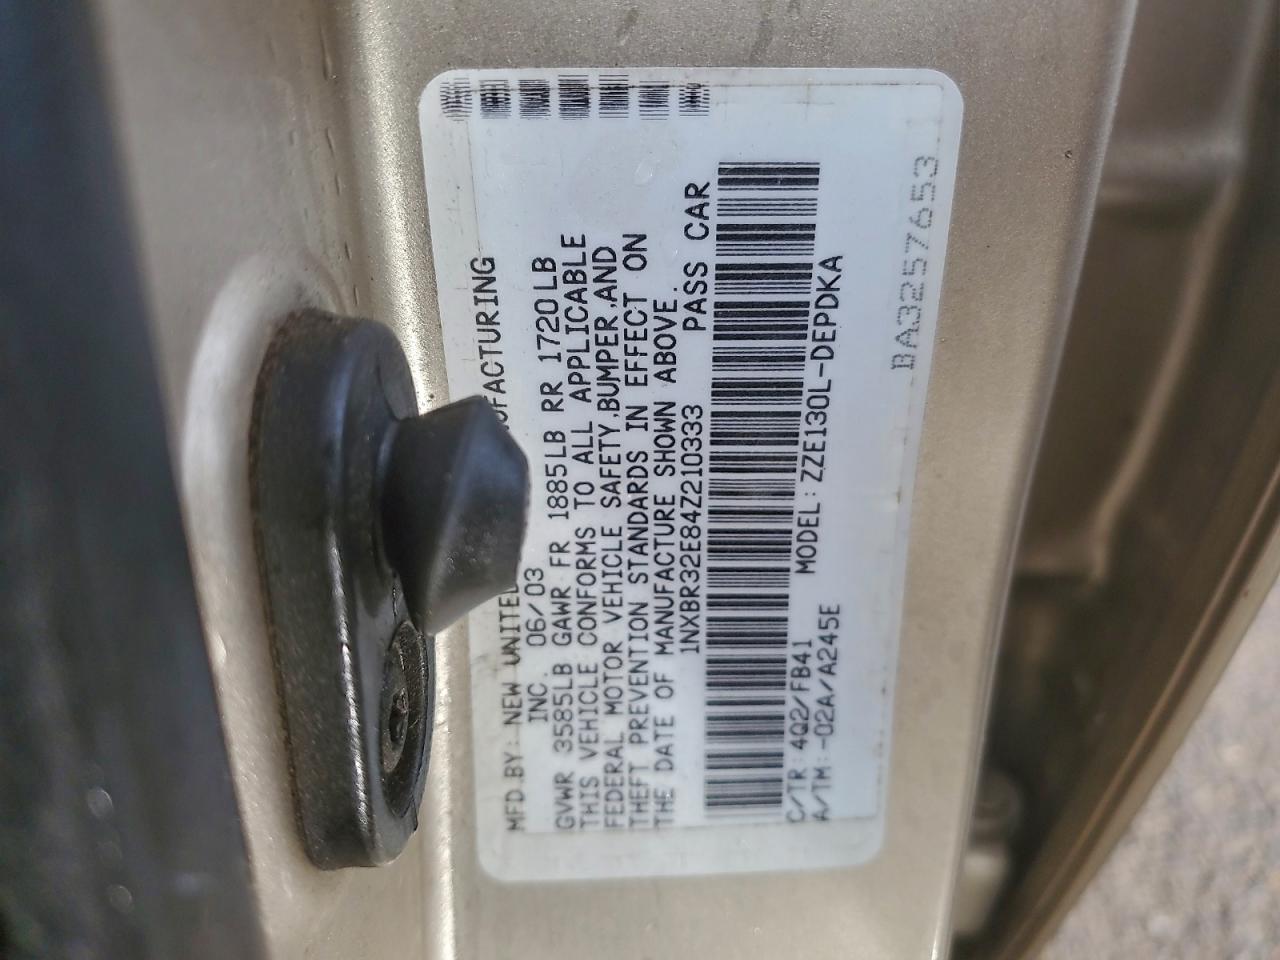 MFD.BY: NEW UNITED UFACTURING
INC. 06/03
GVWR 3585LB GAWR FR 1885LB RR 1720LB
THIS VEHICLE CONFORMS TO ALL APPLICABLE
FEDERAL MOTOR VEHICLE SAFETY,BUMPER,AND
THEFT PREVENTION STANDARDS IN EFFECT ON
THE DATE OF MANUFACTURE SHOWN ABOVE.
1NXBR32E84Z210333 PASS CAR
C/TR:4Q2/FB41 MODEL:ZZE130L-DEPDKA
A/TM:-02A/A245E
BA3257653